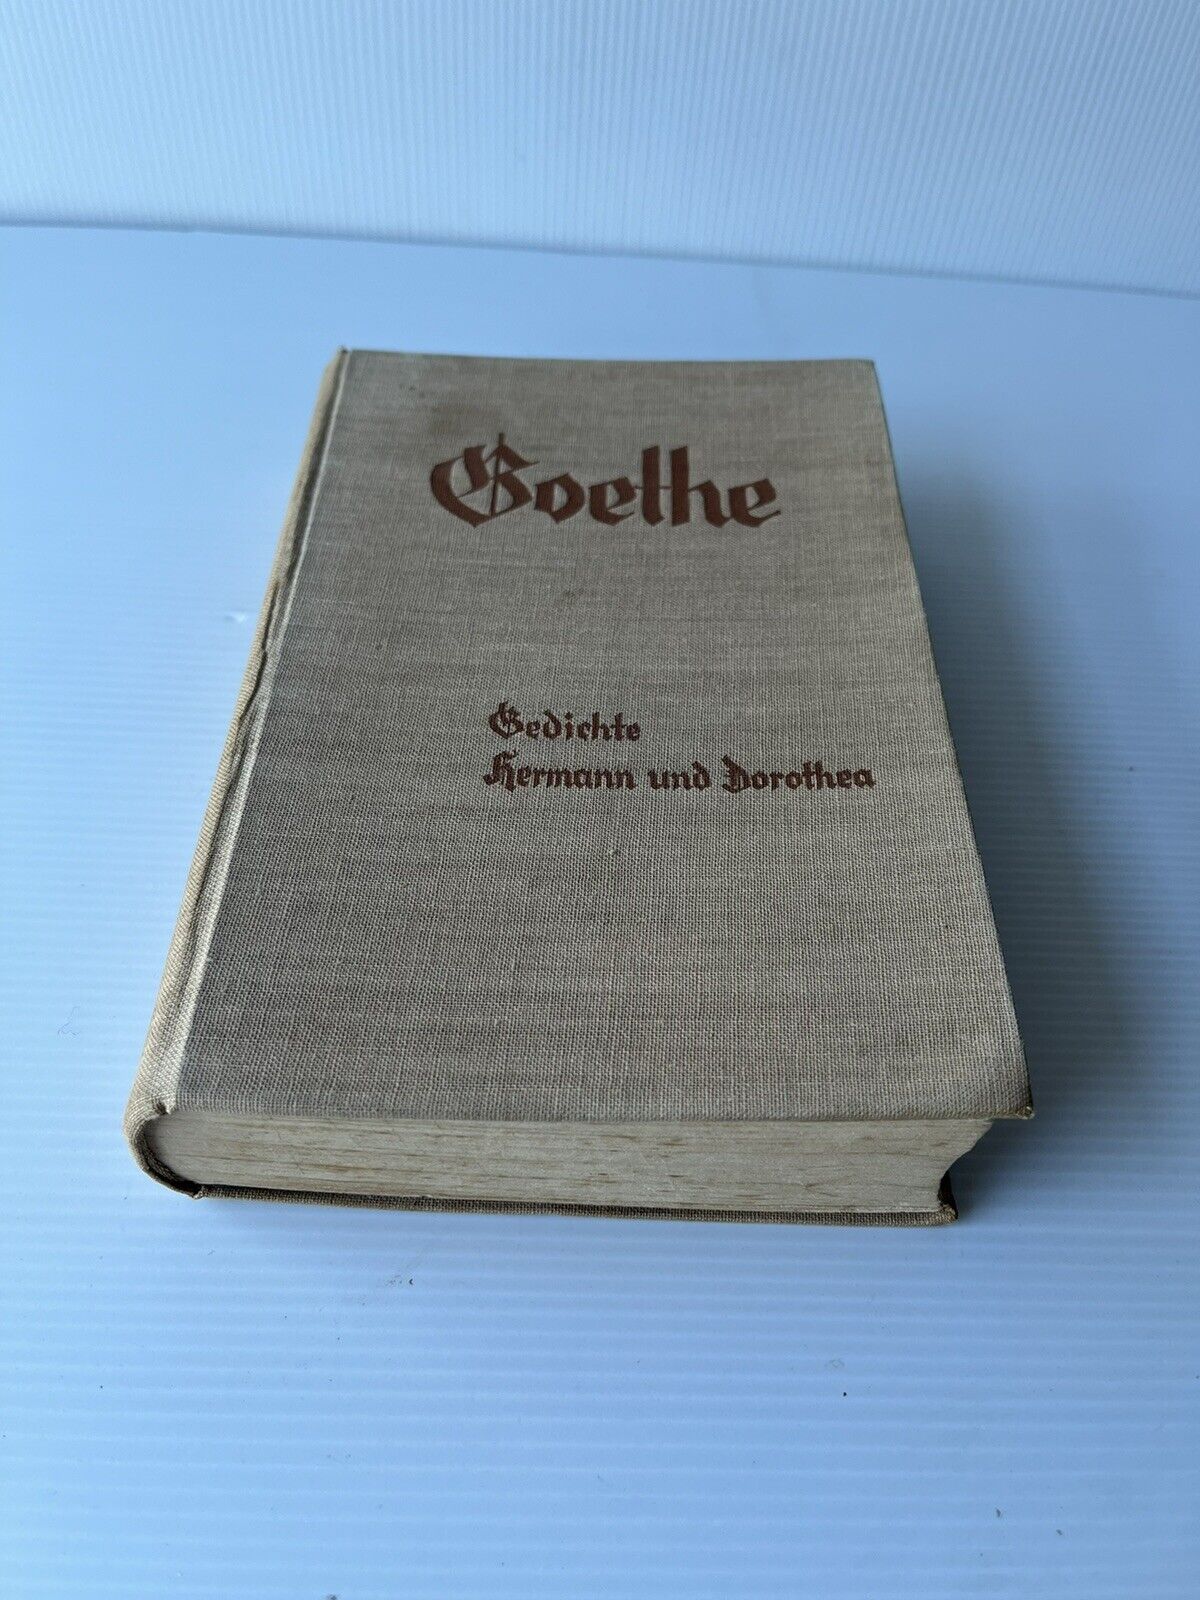 Goethe
Gedichte
Hermann und Dorothea